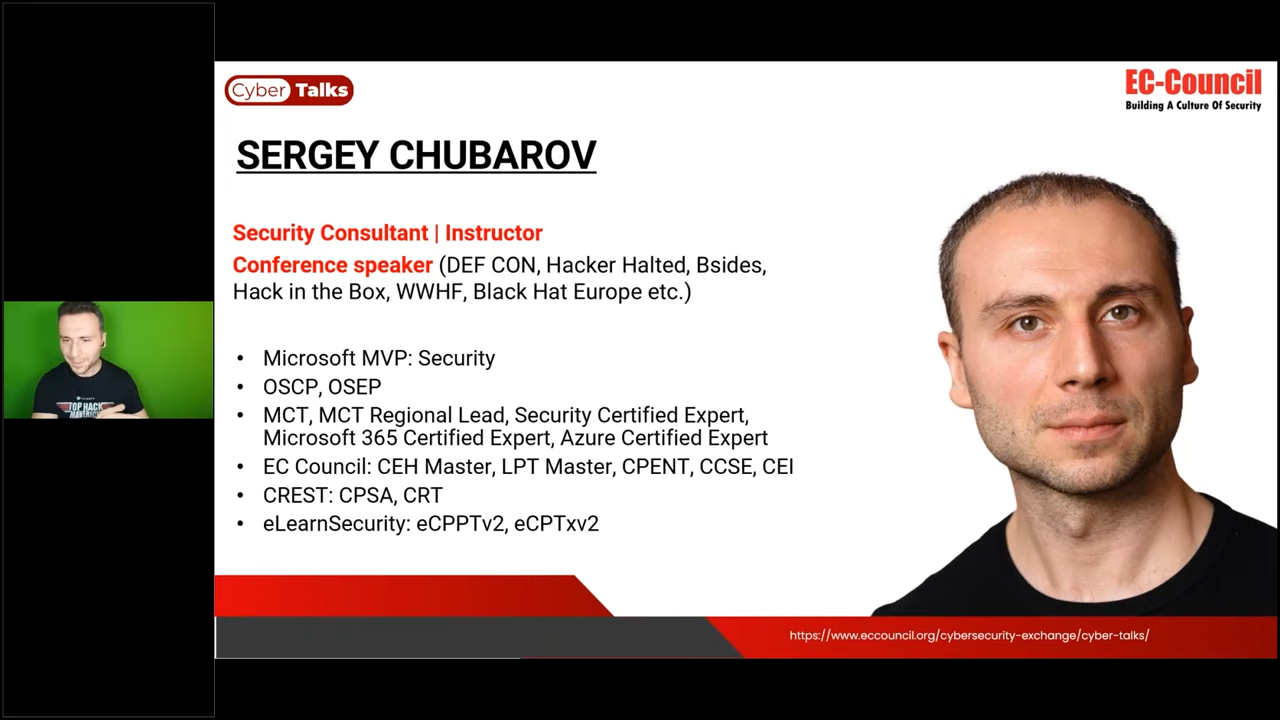 Cyber Talks
EC-Council
Building A Culture Of Security
SERGEY CHUBAROV
Security Consultant | Instructor
Conference speaker (DEF CON, Hacker Halted, Bsides,
Hack in the Box, WWHF, Black Hat Europe etc.)
• Microsoft MVP: Security
• OSCP, OSEP
• MCT, MCT Regional Lead, Security Certified Expert,
Microsoft 365 Certified Expert, Azure Certified Expert
• EC Council: CEH Master, LPT Master, CPENT, CCSE, CEI
• CREST: CPSA, CRT
• eLearnSecurity: eCPPTv2, eCPTxv2
TOP HACK
https://www.eccouncil.org/cybersecurity-exchange/cyber-talks/